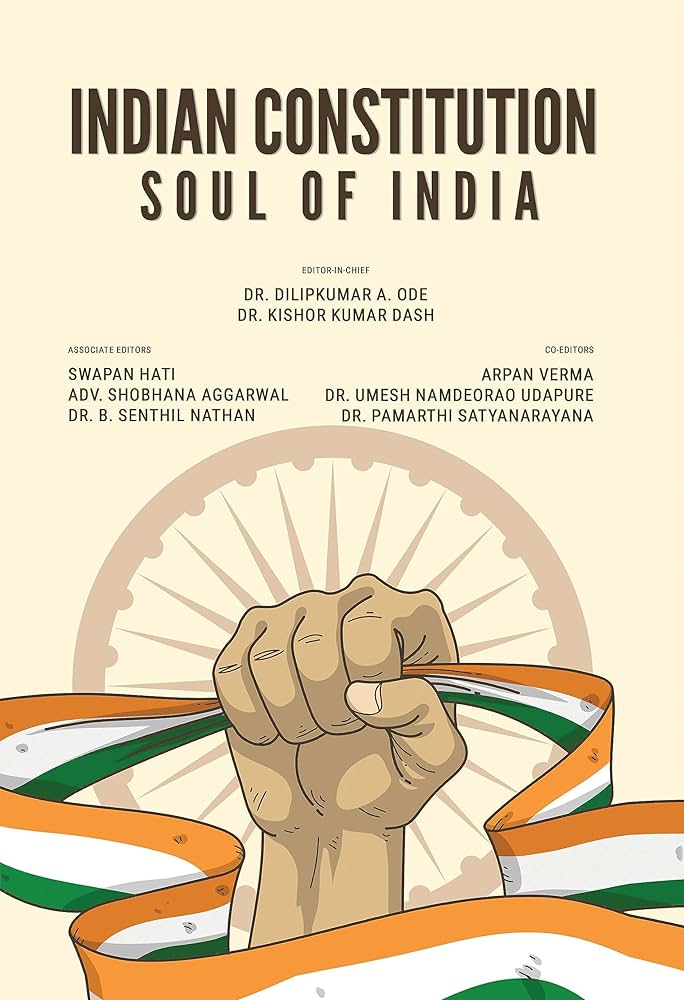 INDIAN CONSTITUTION
SOUL OF INDIA
EDITOR-IN-CHIEF
DR. DILIPKUMAR A. ODE
DR. KISHOR KUMAR DASH
ASSOCIATE EDITORS
SWAPAN HATI
ADV. SHOBHANA AGGARWAL
DR. B. SENTHIL NATHAN
CO-EDITORS
ARPAN VERMA
DR. UMESH NAMDEORAO UDAPURE
DR. PAMARTHI SATYANARAYANA